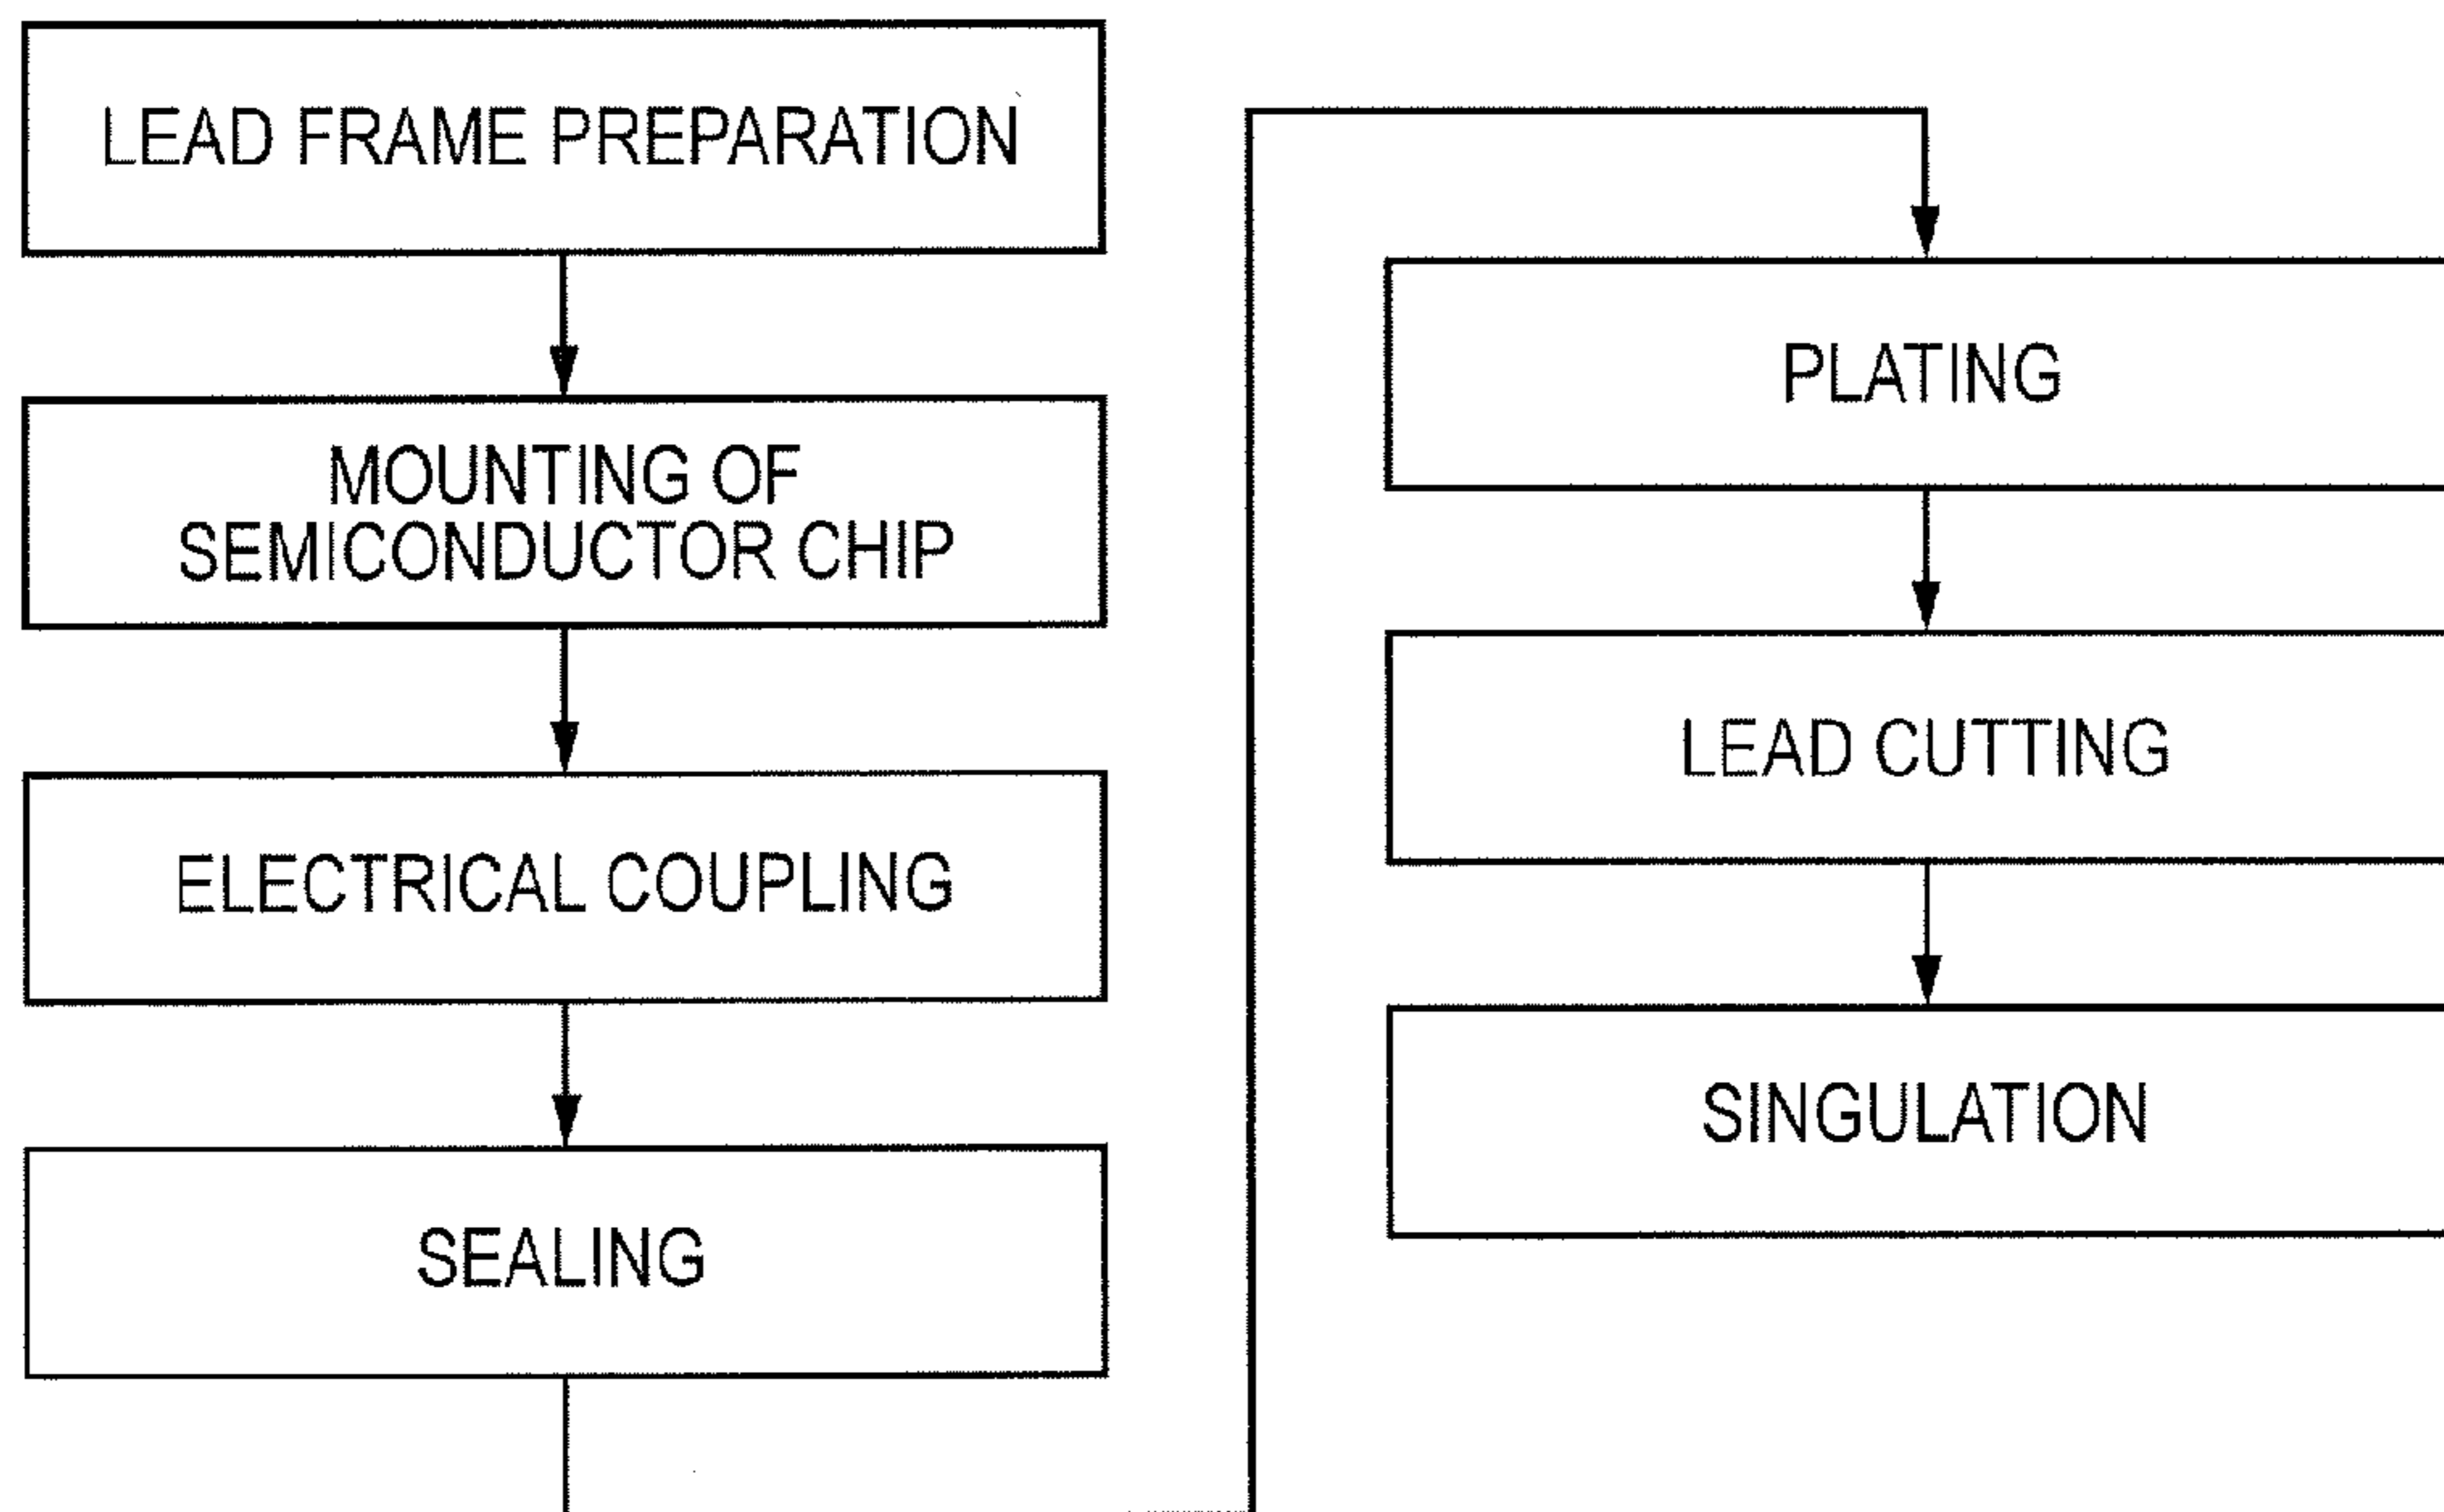 LEAD FRAME PREPARATION
MOUNTING OF
SEMICONDUCTOR CHIP
ELECTRICAL COUPLING
SEALING
PLATING
LEAD CUTTING
SINGULATION